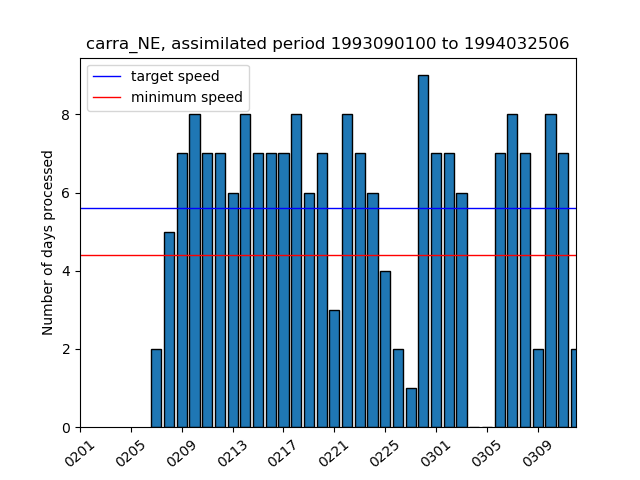 carra_NE, assimilated period 1993090100 to 1994032506
target speed
minimum speed
Number of days processed
8
6
4
2
0
0201 0205 0209 0213 0217 0221 0225 0301 0305 0309